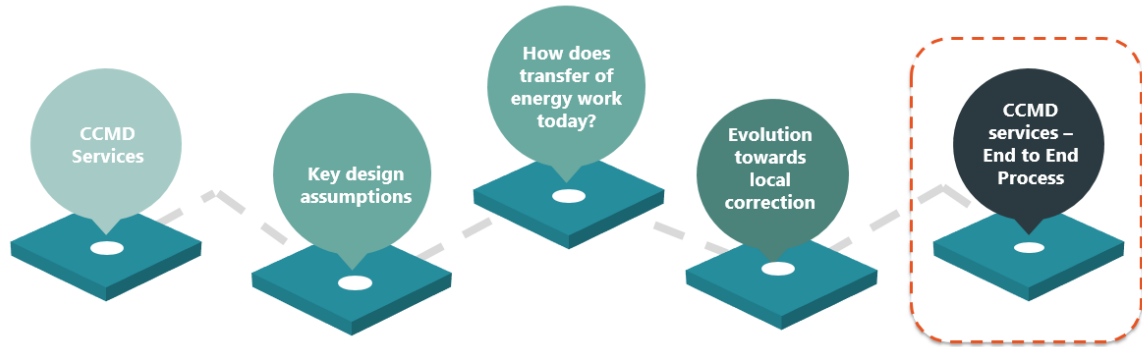 CCMD
Services
Key design
assumptions
How does
transfer of
energy work
today?
Evolution
towards
local
correction
CCMD
services –
End to End
Process